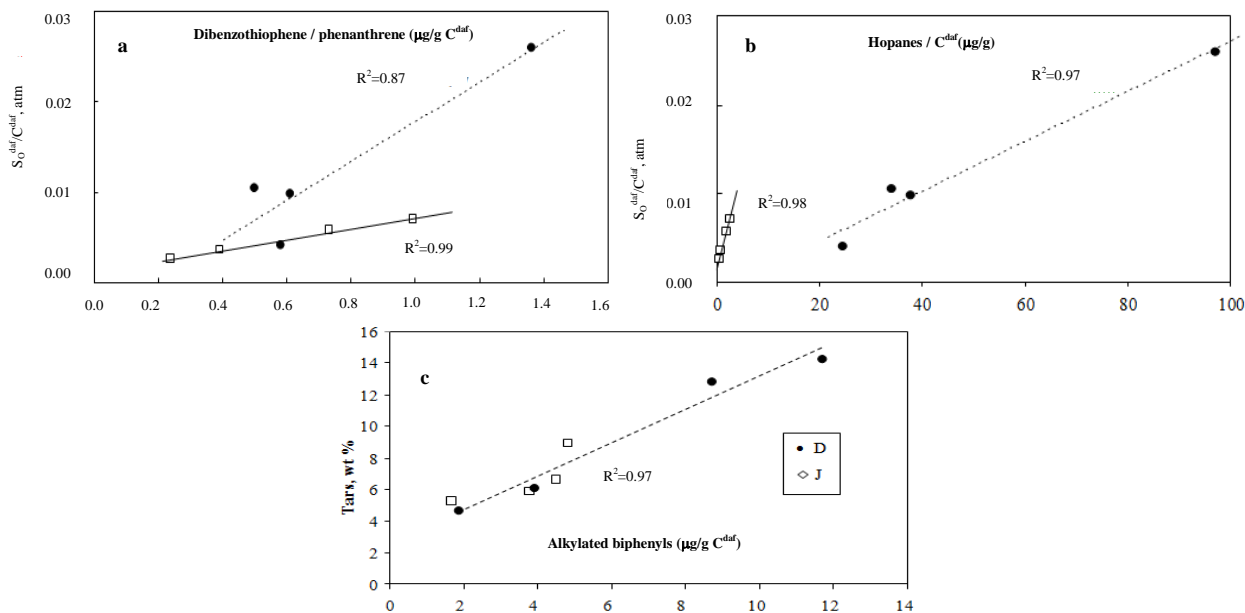 a
Dibenzothiophene / phenanthrene (µg/g C^daf)
S_O^daf/C^daf, atm
0.03
0.02
0.01
0.00
R²=0.87
R²=0.99
0.0 0.2 0.4 0.6 0.8 1.0 1.2 1.4 1.6
b
Hopanes / C^daf(µg/g)
S_O^daf/C^daf, atm
0.03
0.02
0.01
0.00
R²=0.97
R²=0.98
0 20 40 60 80 100
c
Tars, wt %
16
14
12
10
8
6
4
2
0
R²=0.97
D
J
Alkylated biphenyls (µg/g C^daf)
0 2 4 6 8 10 12 14